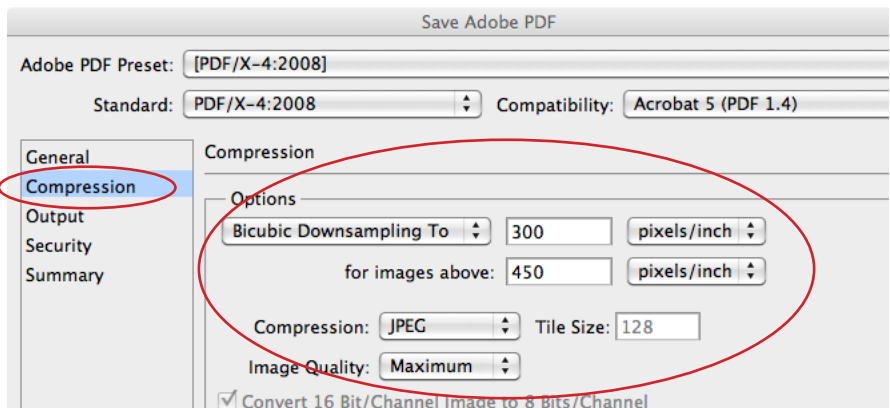 Save Adobe PDF
Adobe PDF Preset: [PDF/X-4:2008]
Standard: PDF/X-4:2008 Compatibility: Acrobat 5 (PDF 1.4)
General
Compression
Output
Security
Summary
Compression
Options
Bicubic Downsampling To 300 pixels/inch
for images above: 450 pixels/inch
Compression: JPEG Tile Size: 128
Image Quality: Maximum
Convert 16 Bit/Channel Image to 8 Bits/Channel